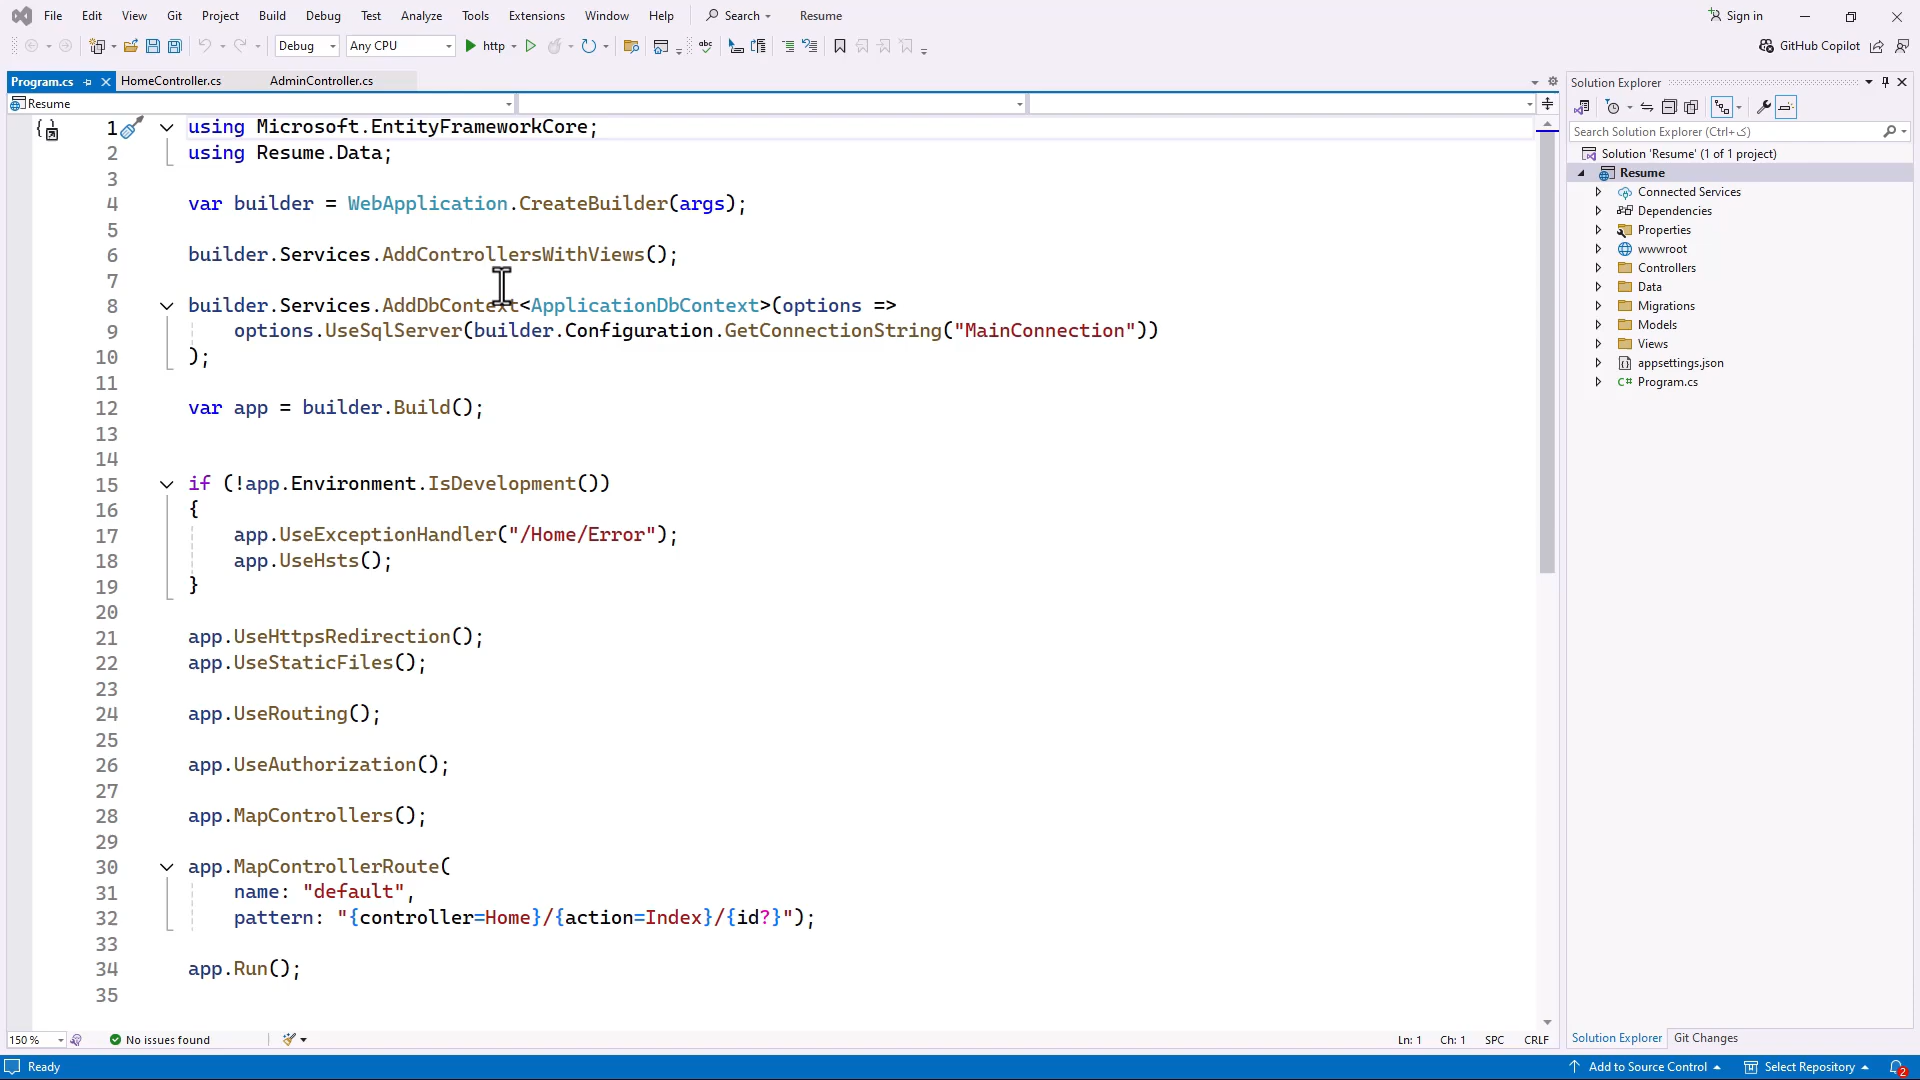 File Edit View Git Project Build Debug Test Analyze Tools Extensions Window Help Search Resume Sign in
Debug Any CPU http GitHub Copilot
Program.cs HomeController.cs AdminController.cs
Resume
1 using Microsoft.EntityFrameworkCore;
2 using Resume.Data;
3
4 var builder = WebApplication.CreateBuilder(args);
5
6 builder.Services.AddControllersWithViews();
7
8 builder.Services.AddDbContext<ApplicationDbContext>(options =>
9 options.UseSqlServer(builder.Configuration.GetConnectionString("MainConnection"))
10 );
11
12 var app = builder.Build();
13
14
15 if (!app.Environment.IsDevelopment())
16 {
17 app.UseExceptionHandler("/Home/Error");
18 app.UseHsts();
19 }
20
21 app.UseHttpsRedirection();
22 app.UseStaticFiles();
23
24 app.UseRouting();
25
26 app.UseAuthorization();
27
28 app.MapControllers();
29
30 app.MapControllerRoute(
31 name: "default",
32 pattern: "{controller=Home}/{action=Index}/{id?}");
33
34 app.Run();
35
150 % No issues found Ln: 1 Ch: 1 SPC CRLF
Solution Explorer
Search Solution Explorer (Ctrl+ک)
Solution 'Resume' (1 of 1 project)
Resume
Connected Services
Dependencies
Properties
wwwroot
Controllers
Data
Migrations
Models
Views
appsettings.json
C# Program.cs
Solution Explorer Git Changes
Ready Add to Source Control Select Repository 2